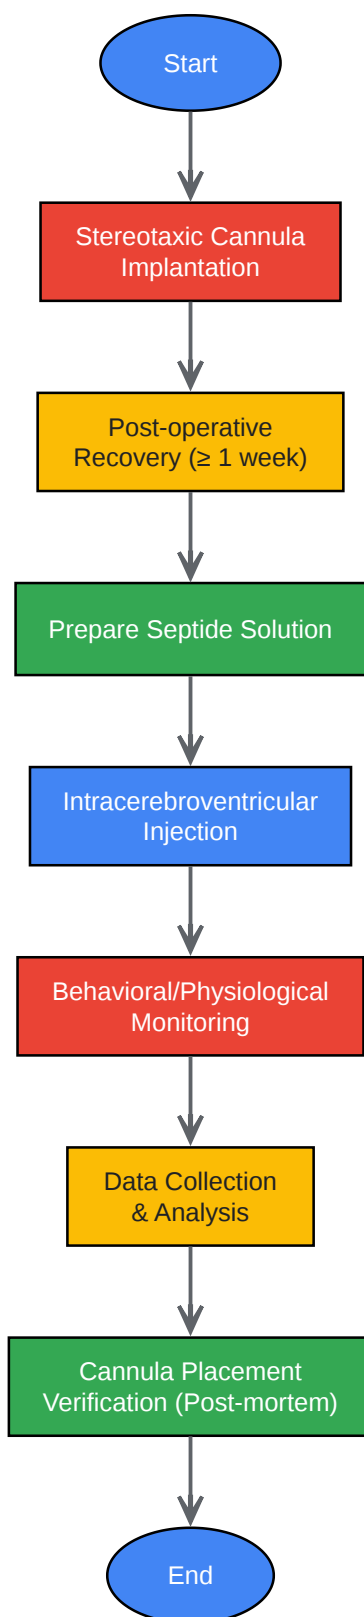 Start
Stereotaxic Cannula
Implantation
Post-operative
Recovery (≥ 1 week)
Prepare Septide Solution
Intracerebroventricular
Injection
Behavioral/Physiological
Monitoring
Data Collection
& Analysis
Cannula Placement
Verification (Post-mortem)
End